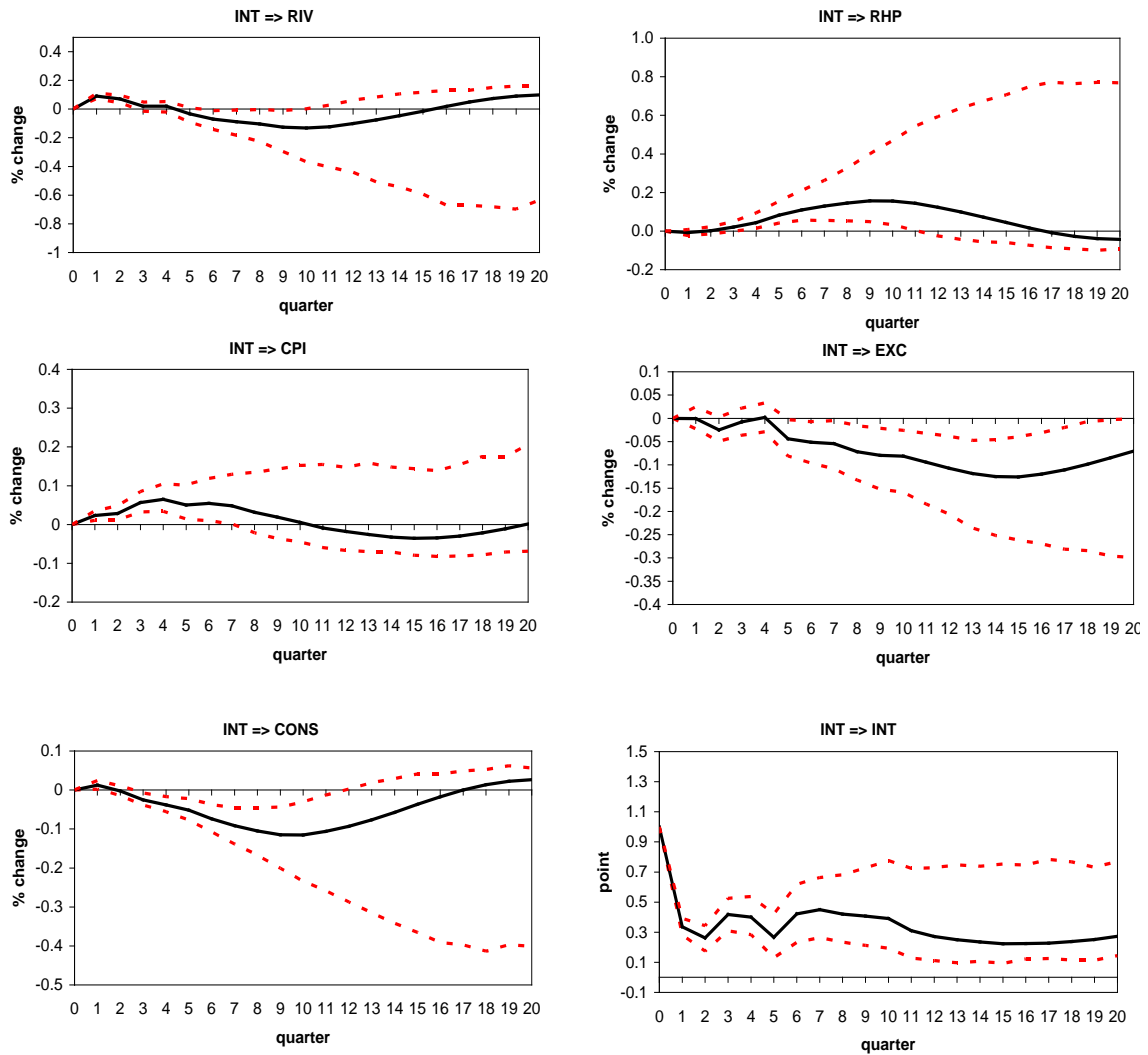 INT => RIV
0.4
0.2
0
-0.2
-0.4
-0.6
-0.8
-1
% change
0 1 2 3 4 5 6 7 8 9 10 11 12 13 14 15 16 17 18 19 20
quarter
INT => RHP
1.0
0.8
0.6
0.4
0.2
0.0
-0.2
% change
0 1 2 3 4 5 6 7 8 9 10 11 12 13 14 15 16 17 18 19 20
quarter
INT => CPI
0.4
0.3
0.2
0.1
0
-0.1
-0.2
% change
0 1 2 3 4 5 6 7 8 9 10 11 12 13 14 15 16 17 18 19 20
quarter
INT => EXC
0.1
0.05
0
-0.05
-0.1
-0.15
-0.2
-0.25
-0.3
-0.35
-0.4
% change
0 1 2 3 4 5 6 7 8 9 10 11 12 13 14 15 16 17 18 19 20
quarter
INT => CONS
0.1
0
-0.1
-0.2
-0.3
-0.4
-0.5
% change
0 1 2 3 4 5 6 7 8 9 10 11 12 13 14 15 16 17 18 19 20
quarter
INT => INT
1.5
1.3
1.1
0.9
0.7
0.5
0.3
0.1
-0.1
point
0 1 2 3 4 5 6 7 8 9 10 11 12 13 14 15 16 17 18 19 20
quarter